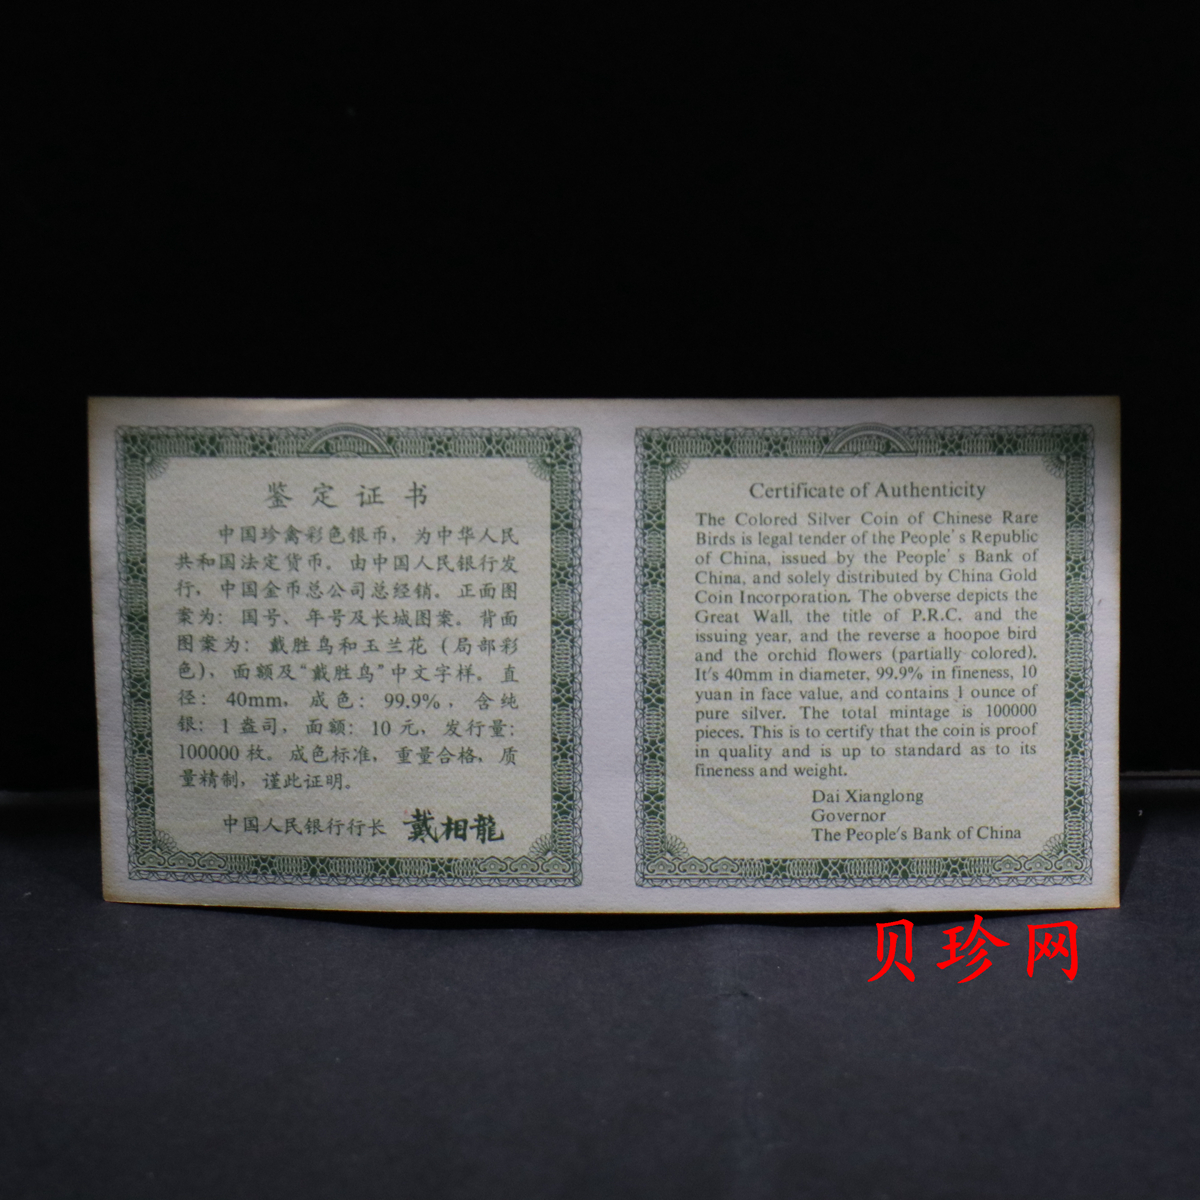 鉴定证书
中国珍禽彩色银币，为中华人民
共和国法定货币。由中国人民银行发
行，中国金币总公司总经销。正面图
案为：国号、年号及长城图案。背面
图案为：戴胜鸟和玉兰花（局部彩
色），面额及“戴胜鸟”中文字样。直
径：40mm，成色：99.9%，含纯
银：1盎司，面额：10元，发行量：
100000枚。成色标准，重量合格，质
量精制，谨此证明。
中国人民银行行长 戴相龍
Certificate of Authenticity
The Colored Silver Coin of Chinese Rare
Birds is legal tender of the People's Republic
of China, issued by the People's Bank of
China, and solely distributed by China Gold
Coin Incorporation. The obverse depicts the
Great Wall, the title of P.R.C. and the
issuing year, and the reverse a hoopoe bird
and the orchid flowers (partially colored).
It's 40mm in diameter, 99.9% in fineness, 10
yuan in face value, and contains 1 ounce of
pure silver. The total mintage is 100000
pieces. This is to certify that the coin is proof
in quality and is up to standard as to its
fineness and weight.
Dai Xianglong
Governor
The People's Bank of China
贝珍网